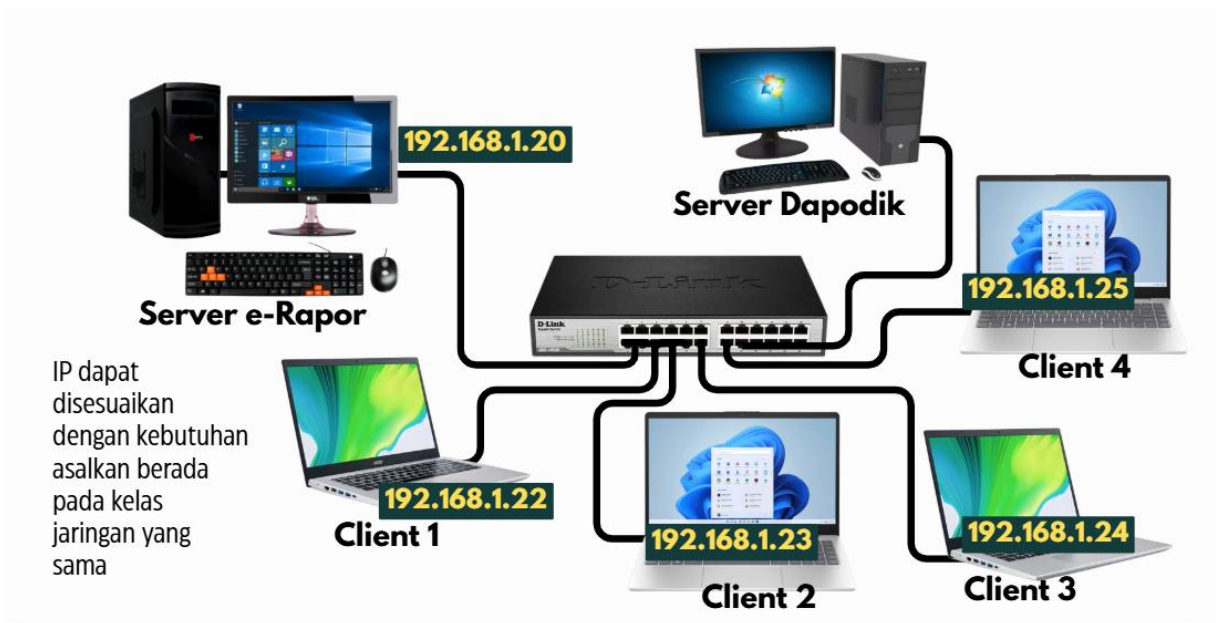 192.168.1.20
Server Dapodik
Server e-Rapor
192.168.1.25
Client 4
D-Link
D-Link
IP dapat
disesuaikan
dengan kebutuhan
asalkan berada
pada kelas
jaringan yang
sama
192.168.1.22
Client 1
192.168.1.23
Client 2
192.168.1.24
Client 3